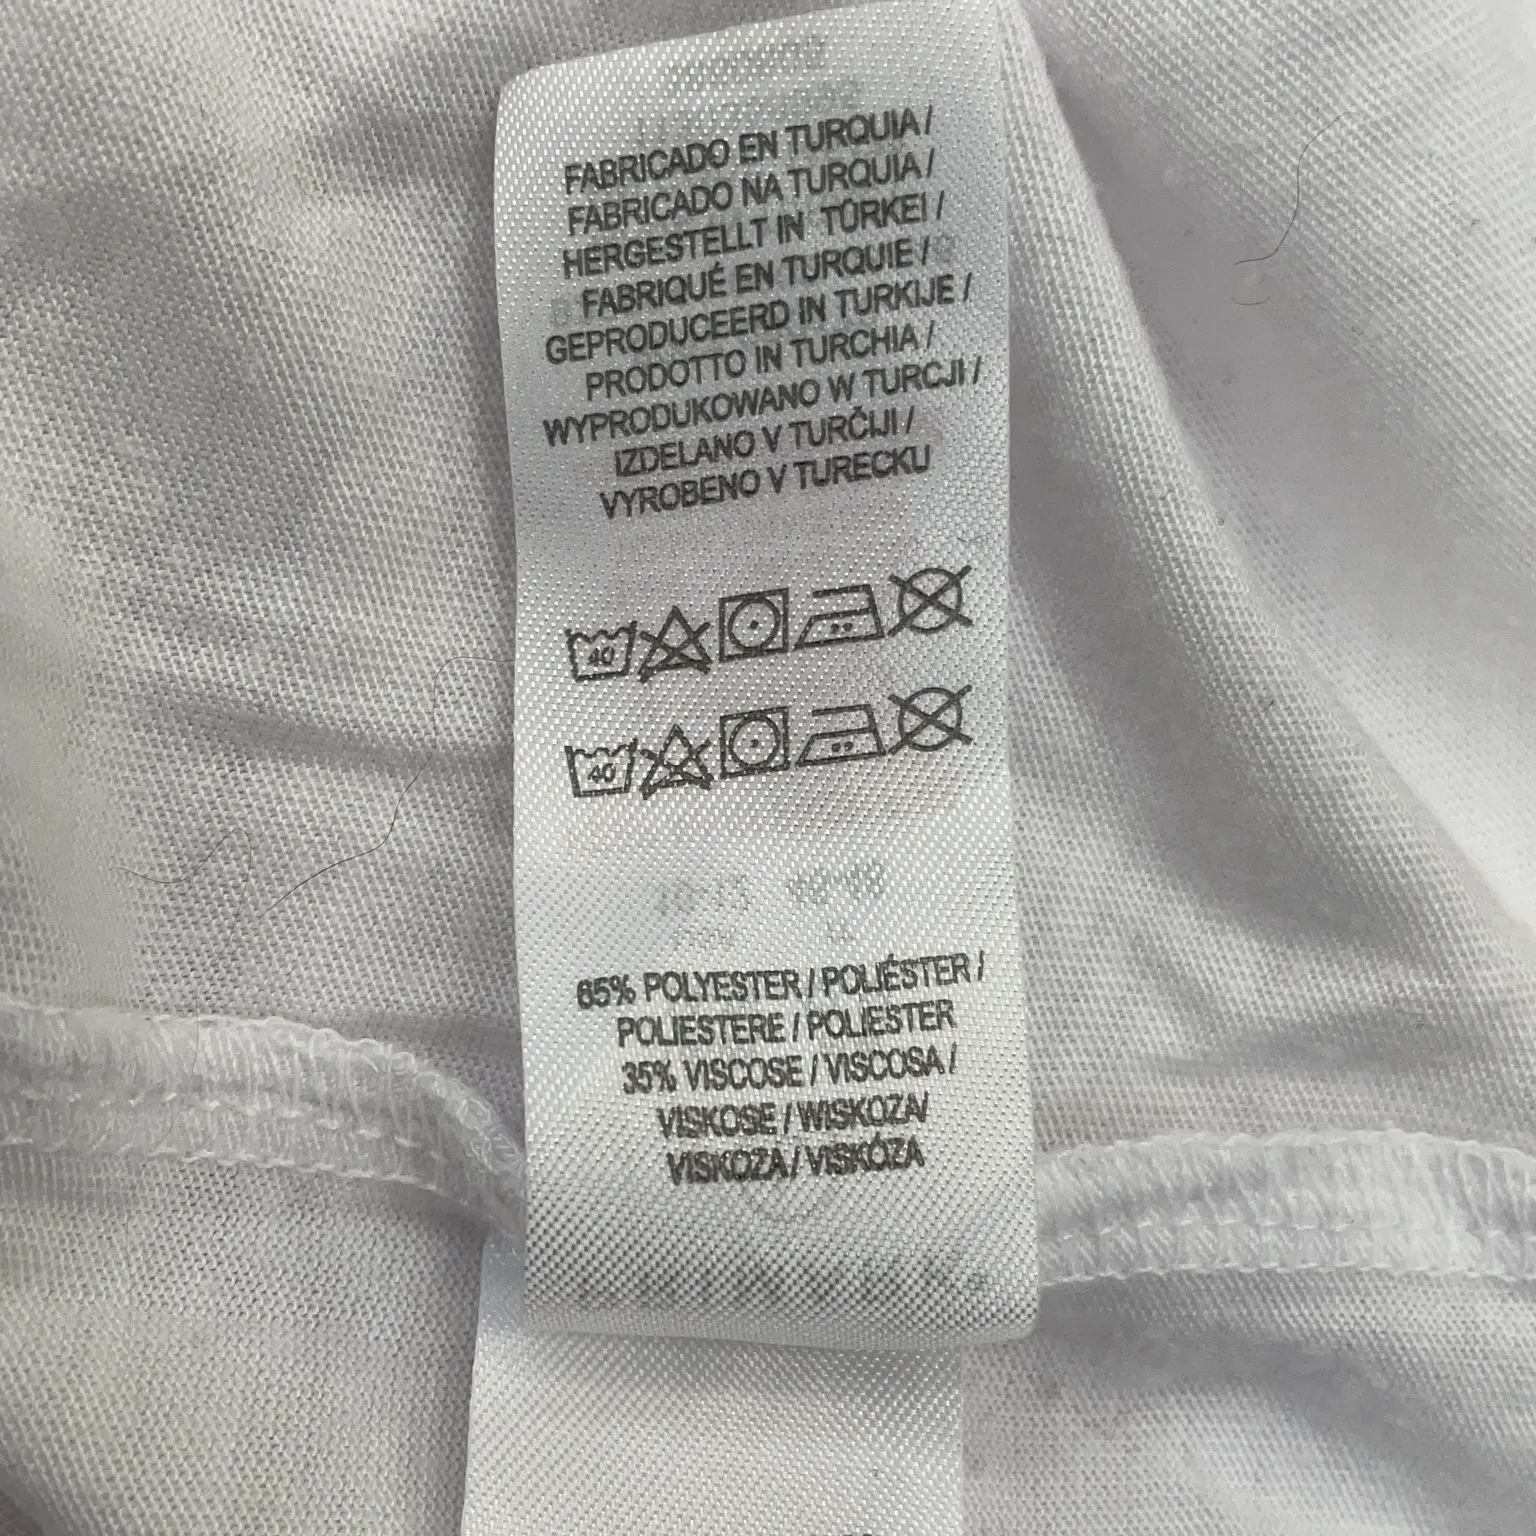 FABRICADO EN TURQUIA /
FABRICADO NA TURQUIA /
HERGESTELLT IN TÜRKEI /
FABRIQUÉ EN TURQUIE /
GEPRODUCEERD IN TURKIJE /
PRODOTTO IN TURCHIA /
WYPRODUKOWANO W TURCJI /
IZDELANO V TURČIJI /
VYROBENO V TURECKU
40
40
65% POLYESTER / POLIÉSTER /
POLIESTERE / POLIESTER
35% VISCOSE / VISCOSA /
VISKOSE / WISKOZA/
VISKOZA / VISKÓZA